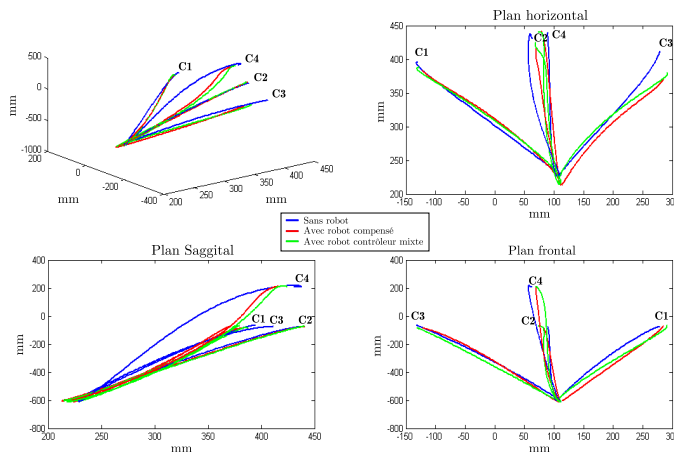 500
0
-500
-1000
mm
200
0
-200
-400
mm
200
250
300
350
400
450
mm
C1
C4
C2
C3
Plan horizontal
450
400
350
300
250
200
mm
-150
-100
-50
0
50
100
150
200
250
300
mm
C1
C2
C4
C3
Sans robot
Avec robot compensé
Avec robot contrôleur mixte
Plan Saggital
400
200
0
-200
-400
-600
-800
mm
200
250
300
350
400
450
mm
C4
C1
C3
C2
Plan frontal
400
200
0
-200
-400
-600
-800
mm
-150
-100
-50
0
50
100
150
200
250
300
mm
C4
C3
C2
C1